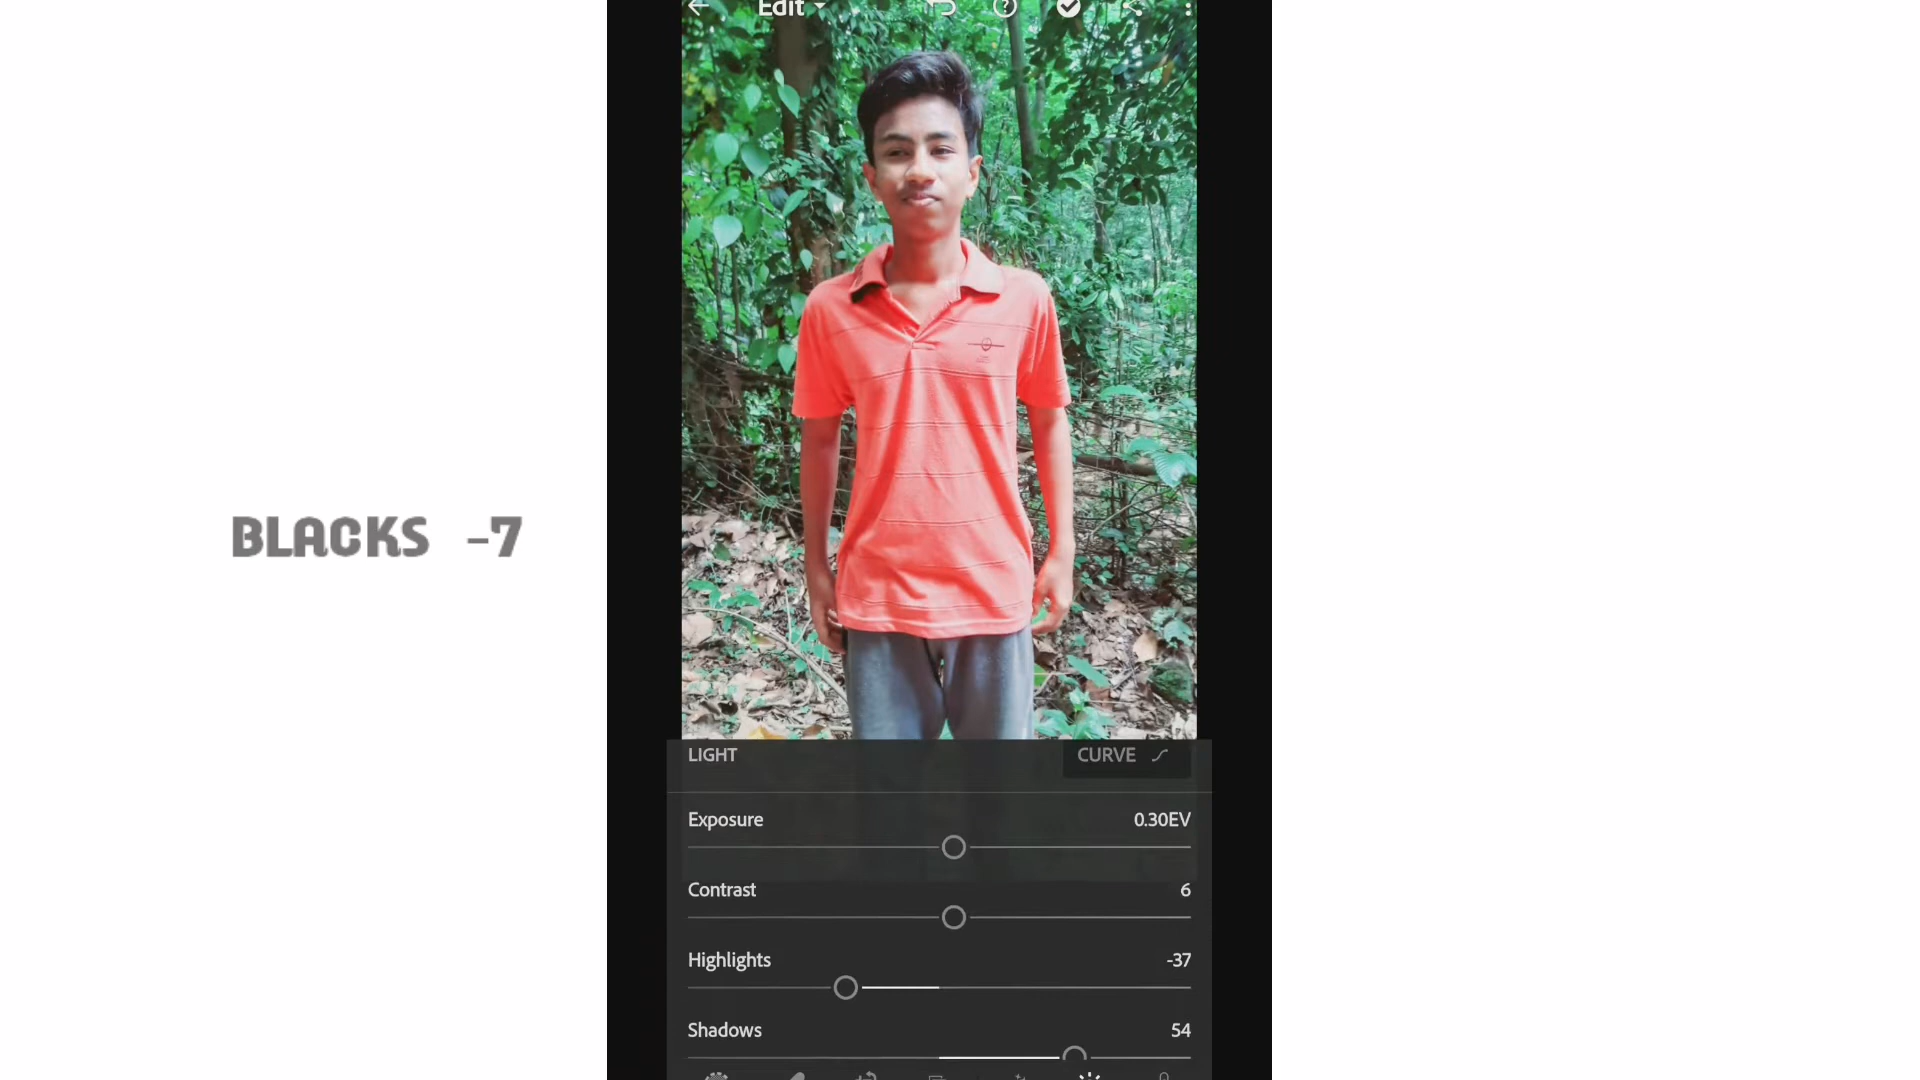 Edit
BLACKS -7
LIGHT
CURVE
Exposure 0.30EV
Contrast 6
Highlights -37
Shadows 54